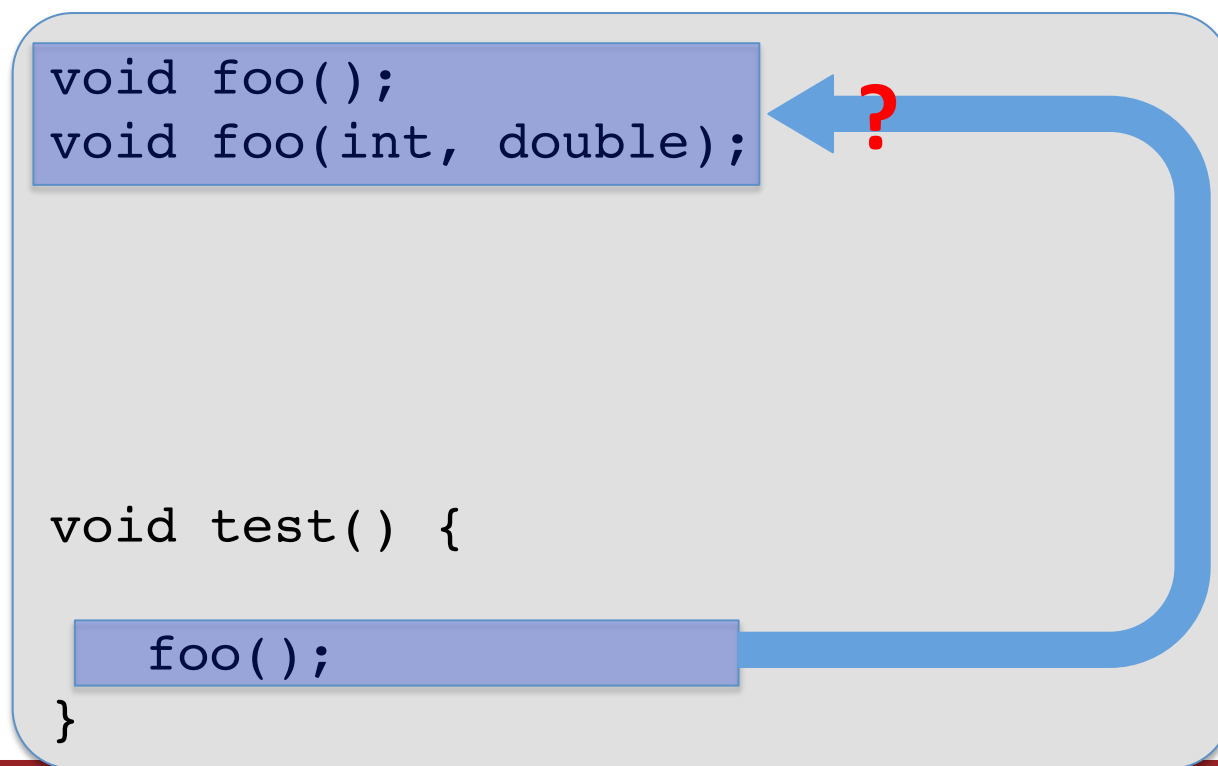 void foo();
void foo(int, double);
?
void test() {
foo();
}